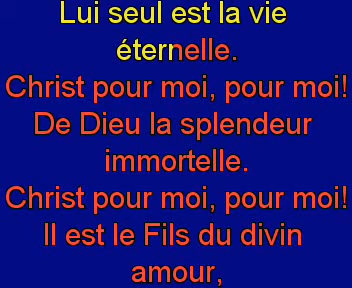 Lui seul est la vie
éternelle.
Christ pour moi, pour moi!
De Dieu la splendeur
immortelle.
Christ pour moi, pour moi!
Il est le Fils du divin
amour,